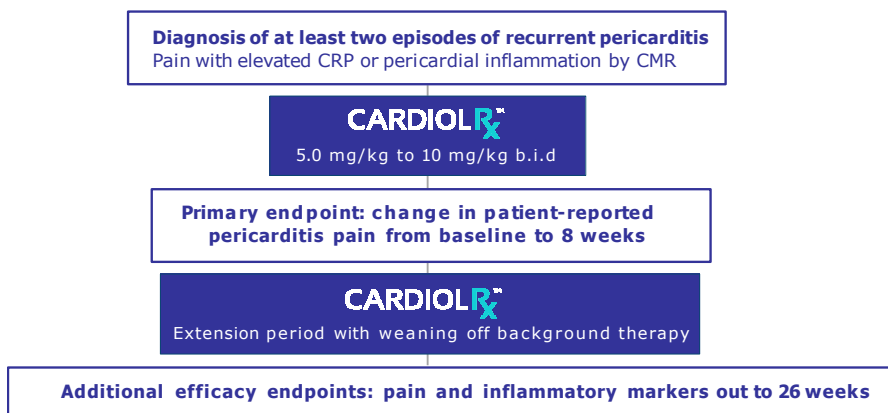 Diagnosis of at least two episodes of recurrent pericarditis
Pain with elevated CRP or pericardial inflammation by CMR
CARDIOLRx™
5.0 mg/kg to 10 mg/kg b.i.d
Primary endpoint: change in patient-reported
pericarditis pain from baseline to 8 weeks
CARDIOLRx™
Extension period with weaning off background therapy
Additional efficacy endpoints: pain and inflammatory markers out to 26 weeks